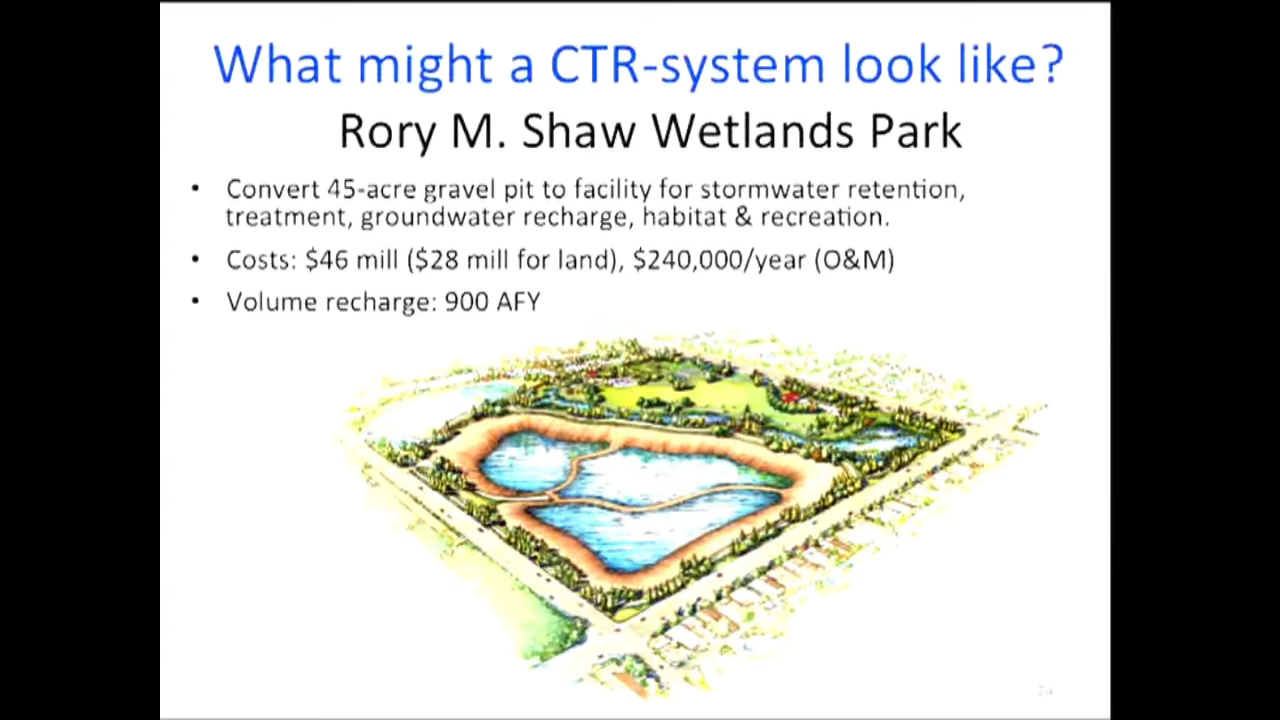 What might a CTR-system look like?
Rory M. Shaw Wetlands Park
• Convert 45-acre gravel pit to facility for stormwater retention,
treatment, groundwater recharge, habitat & recreation.
• Costs: $46 mill ($28 mill for land), $240,000/year (O&M)
• Volume recharge: 900 AFY